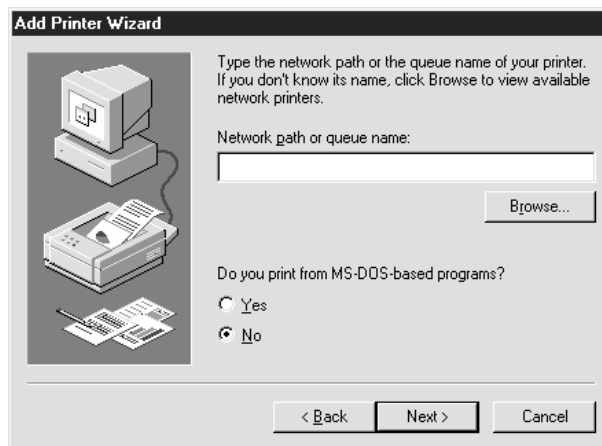 Add Printer Wizard
Type the network path or the queue name of your printer.
If you don't know its name, click Browse to view available
network printers.
Network path or queue name:
Browse...
Do you print from MS-DOS-based programs?
Yes
No
< Back
Next >
Cancel